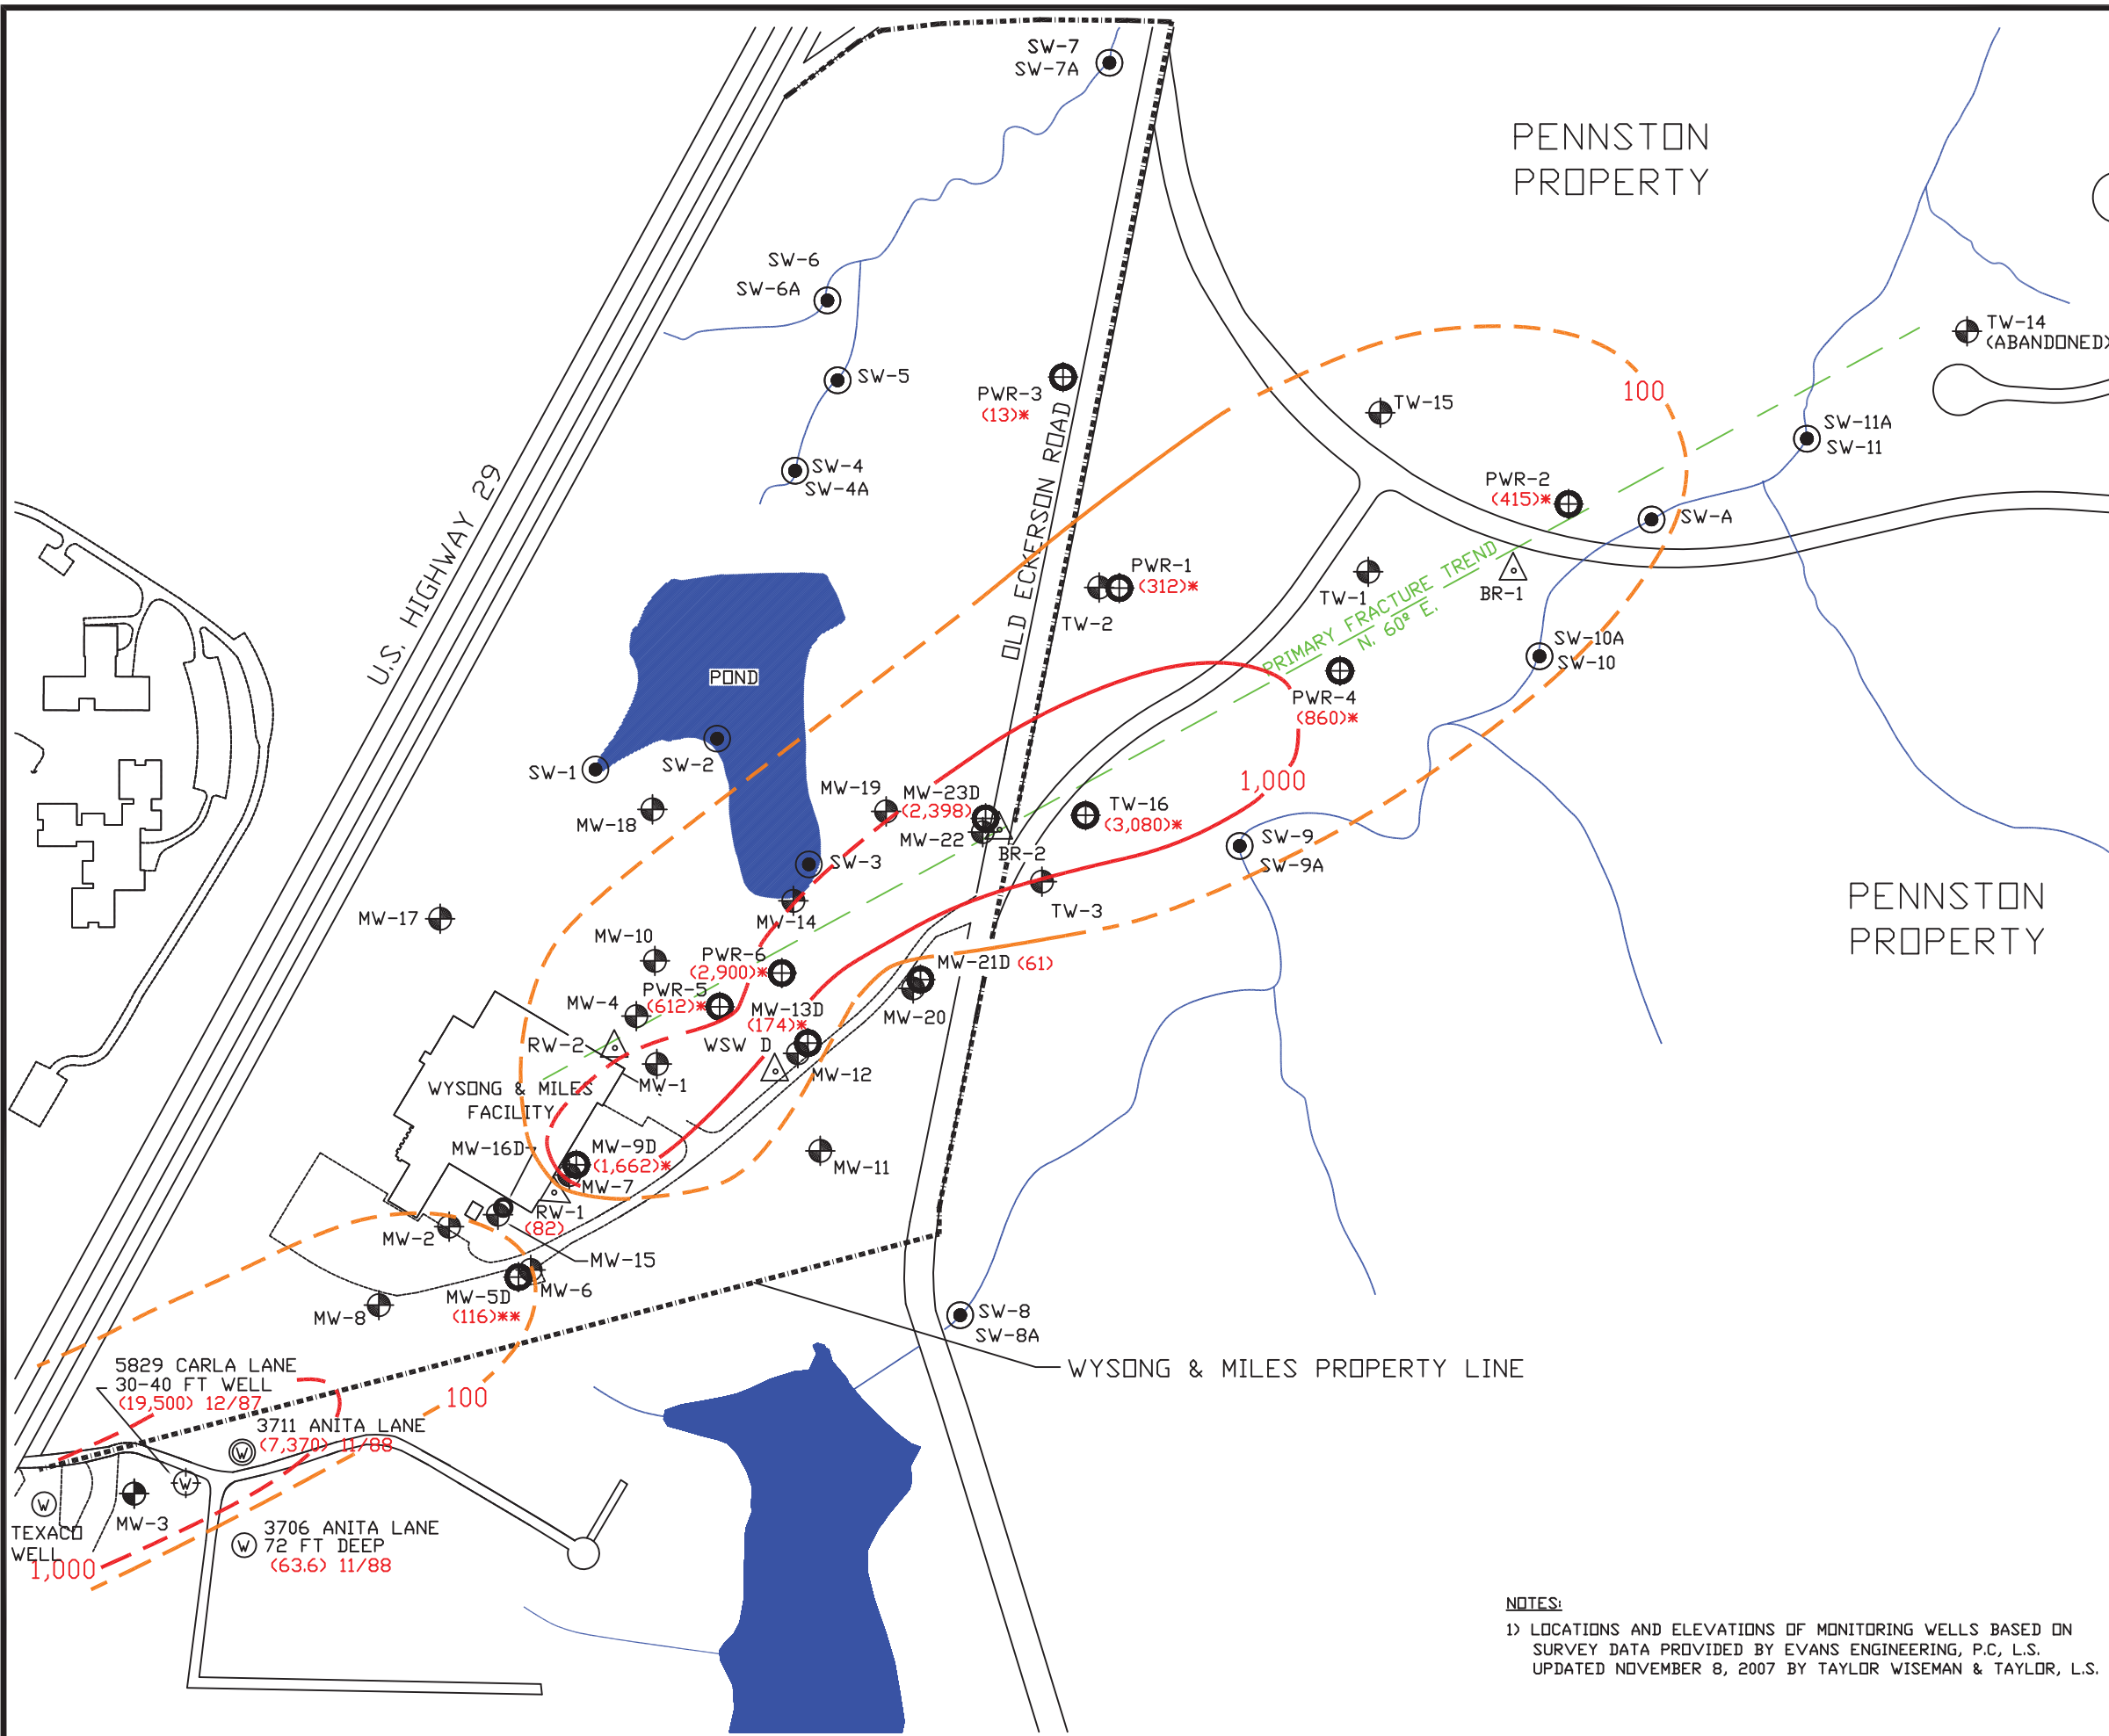 SW-7
SW-7A
PENNSTON
PROPERTY
SW-6
SW-6A
TW-14
(ABANDONED)
SW-5
PWR-3
(13)*
100
TW-15
SW-11A
SW-11
U.S. HIGHWAY 29
SW-4
SW-4A
OLD ECKERSON ROAD
PWR-2
(415)*
SW-A
PWR-1
(312)*
TW-2
TW-1
PRIMARY FRACTURE TREND
N. 60º E.
BR-1
SW-10A
SW-10
POND
PWR-4
(860)*
SW-1
SW-2
1,000
MW-19
MW-23D
(2,398)
TW-16
(3,080)*
MW-18
MW-22
BR-2
SW-3
SW-9
SW-9A
PENNSTON
PROPERTY
MW-17
MW-14
TW-3
MW-10
PWR-6
(2,900)*
MW-21D (61)
PWR-5
(612)*
MW-4
MW-13D
(174)*
MW-20
RW-2
WSW D
MW-12
MW-1
WYSONG & MILES
FACILITY
MW-16D
MW-9D
(1,662)*
MW-7
MW-11
RW-1
(82)
MW-2
MW-15
MW-5D
(116)**
MW-6
MW-8
SW-8
SW-8A
WYSONG & MILES PROPERTY LINE
5829 CARLA LANE
30-40 FT WELL
(19,500) 12/87
100
3711 ANITA LANE
(7,370) 11/88
W
W
W
TEXACO
WELL
MW-3
1,000
W
3706 ANITA LANE
72 FT DEEP
(63.6) 11/88
NOTES:
1) LOCATIONS AND ELEVATIONS OF MONITORING WELLS BASED ON
SURVEY DATA PROVIDED BY EVANS ENGINEERING, P.C, L.S.
UPDATED NOVEMBER 8, 2007 BY TAYLOR WISEMAN & TAYLOR, L.S.